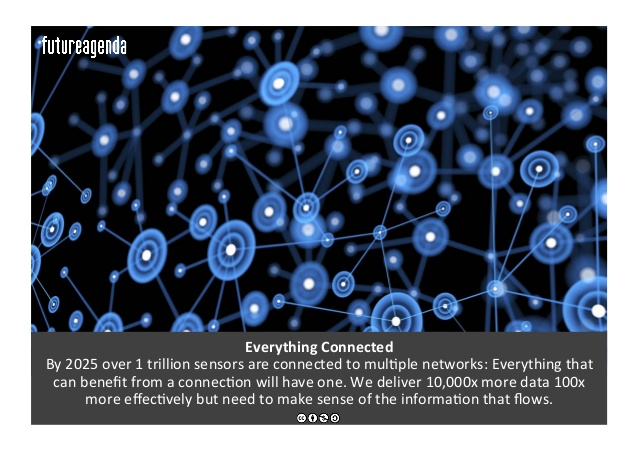 futureagenda
Everything Connected
By 2025 over 1 trillion sensors are connected to multiple networks: Everything that
can benefit from a connection will have one. We deliver 10,000x more data 100x
more effectively but need to make sense of the information that flows.